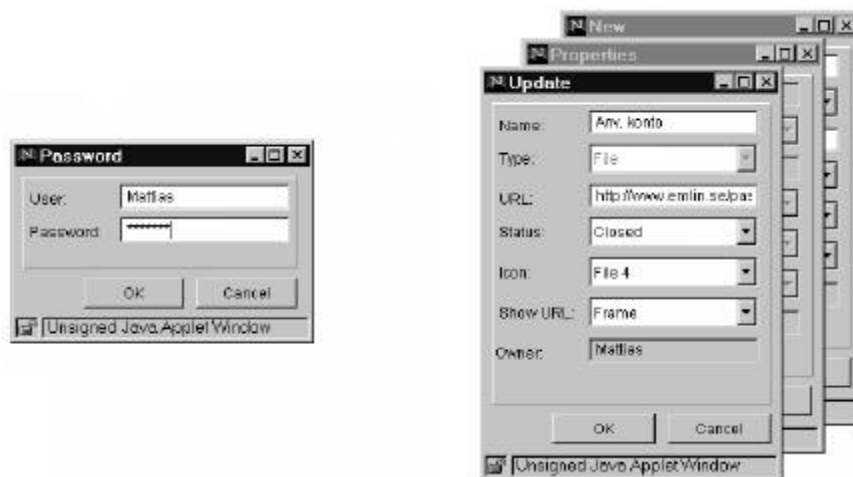 Password
User: Mattias
Password: *******
OK Cancel
Unsigned Java Applet Window
New
Properties
Update
Name: Anv. konto
Type: File
URL: http://www.emlin.se/pas
Status: Closed
Icon: File 4
Show URL: Frame
Owner: Mattias
OK Cancel
Unsigned Java Applet Window